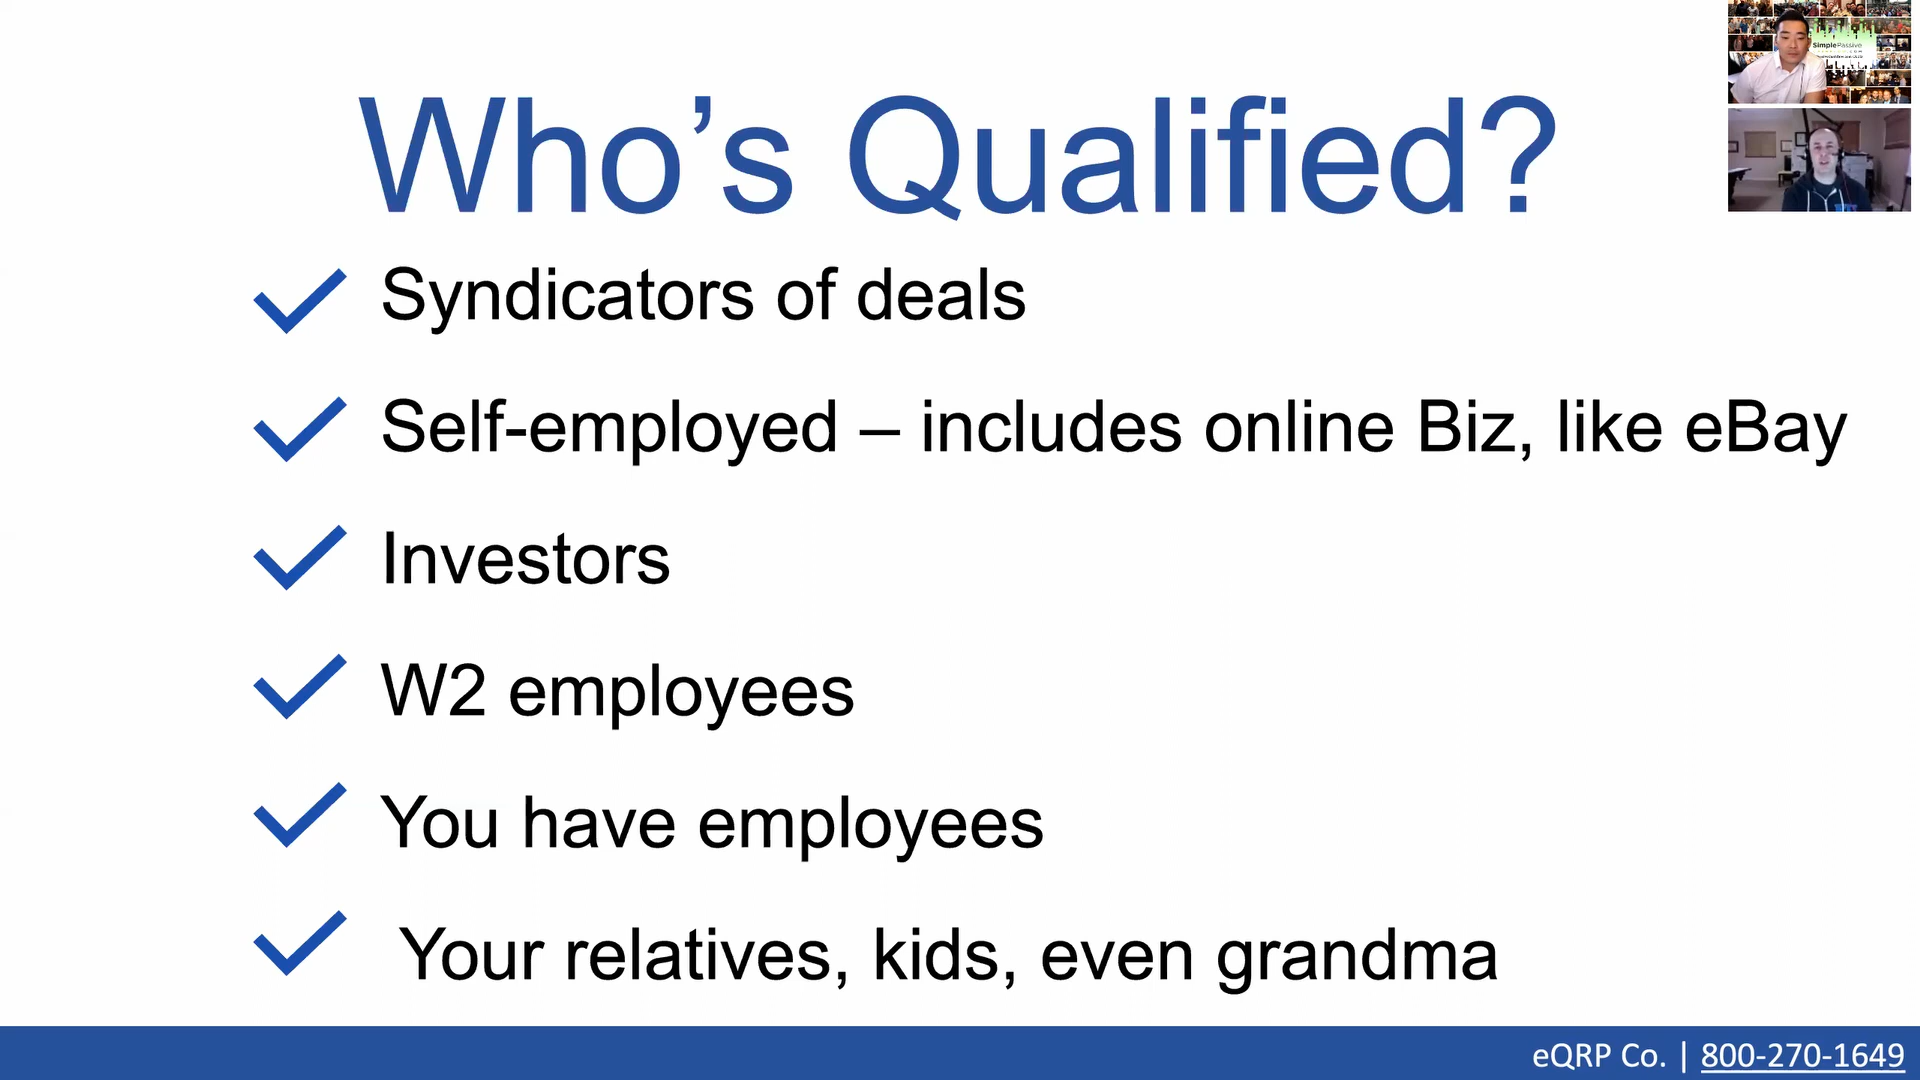 Who’s Qualified?
Syndicators of deals
Self-employed – includes online Biz, like eBay
Investors
W2 employees
You have employees
Your relatives, kids, even grandma
eQRP Co. | 800-270-1649
SimplePassive